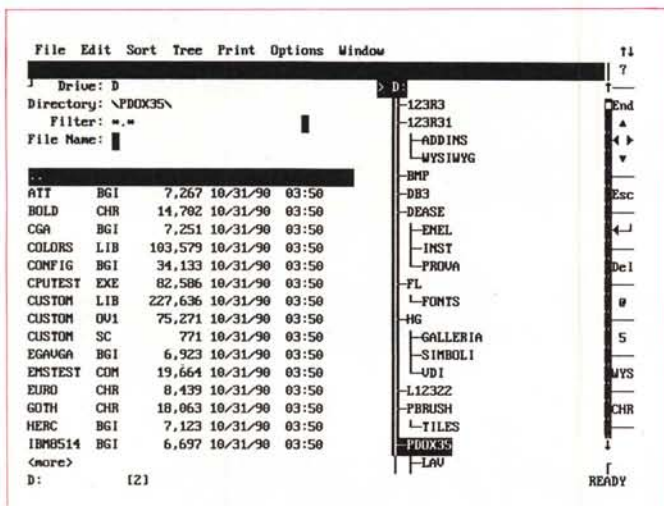 File Edit Sort Tree Print Options Window ↑↓
?
Drive: D
Directory: \PDOX35\
Filter: *.*
File Name:
..
ATT BGI 7,267 10/31/90 03:50
BOLD CHR 14,702 10/31/90 03:50
CGA BGI 7,251 10/31/90 03:50
COLORS LIB 103,579 10/31/90 03:50
CONFIG BGI 34,133 10/31/90 03:50
CPUTEST EXE 82,586 10/31/90 03:50
CUSTOM LIB 227,636 10/31/90 03:50
CUSTOM OV1 75,271 10/31/90 03:50
CUSTOM SC 771 10/31/90 03:50
EGAVGA BGI 6,923 10/31/90 03:50
EMSTEST COM 19,664 10/31/90 03:50
EURO CHR 8,439 10/31/90 03:50
GOTH CHR 18,063 10/31/90 03:50
HERC BGI 7,123 10/31/90 03:50
IBM8514 BGI 6,697 10/31/90 03:50
<more>
D: [2]
> D:
123R3
123R31
ADDINS
WYSIWYG
BMP
DB3
DEASE
ENEL
INST
PROVA
FL
FONTS
HG
GALLERIA
SIMBOLI
VDI
L12322
PBRUSH
TILES
PDOX35
LAV
End
▲
◄ ►
▼
Esc
Del
@
5
WYS
CHR
READY